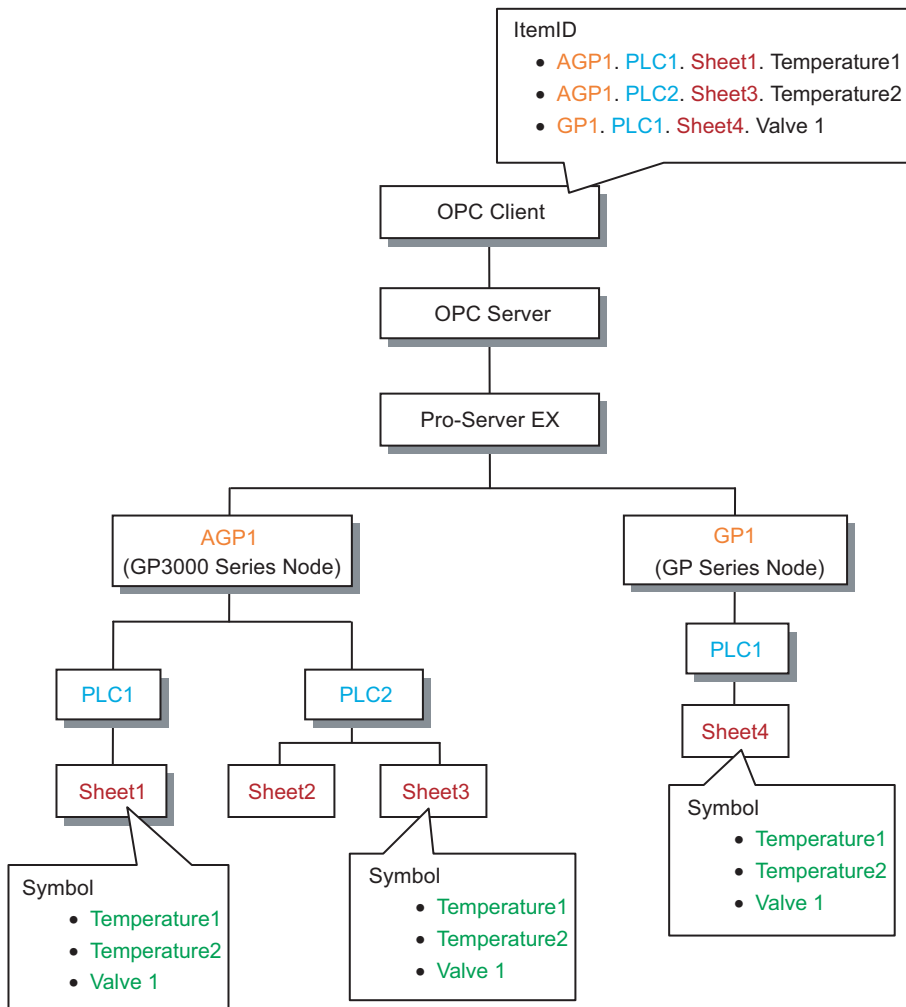 ItemID
• AGP1. PLC1. Sheet1. Temperature1
• AGP1. PLC2. Sheet3. Temperature2
• GP1. PLC1. Sheet4. Valve 1
OPC Client
OPC Server
Pro-Server EX
AGP1
(GP3000 Series Node)
GP1
(GP Series Node)
PLC1
PLC2
PLC1
Sheet1
Sheet2
Sheet3
Sheet4
Symbol
• Temperature1
• Temperature2
• Valve 1
Symbol
• Temperature1
• Temperature2
• Valve 1
Symbol
• Temperature1
• Temperature2
• Valve 1